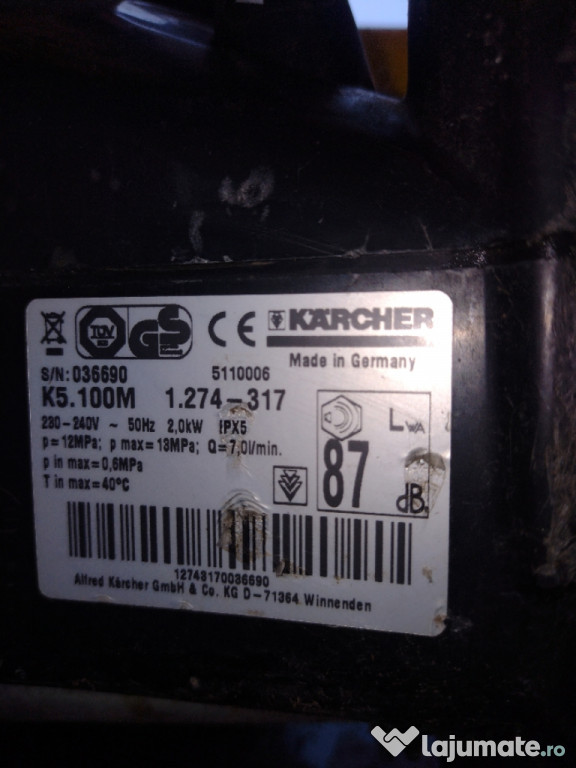 TÜV
GS
CE
KÄRCHER
Made in Germany
S/N: 036690 5110006
K5.100M 1.274-317
230-240V ~ 50Hz 2,0kW IPX5
p=12MPa; p max=13MPa; Q=7,0l/min.
p in max=0,6MPa
T in max=40°C
LWA
87
dB
12743170036690
Alfred Kärcher GmbH & Co. KG D-71364 Winnenden
lajumate.ro